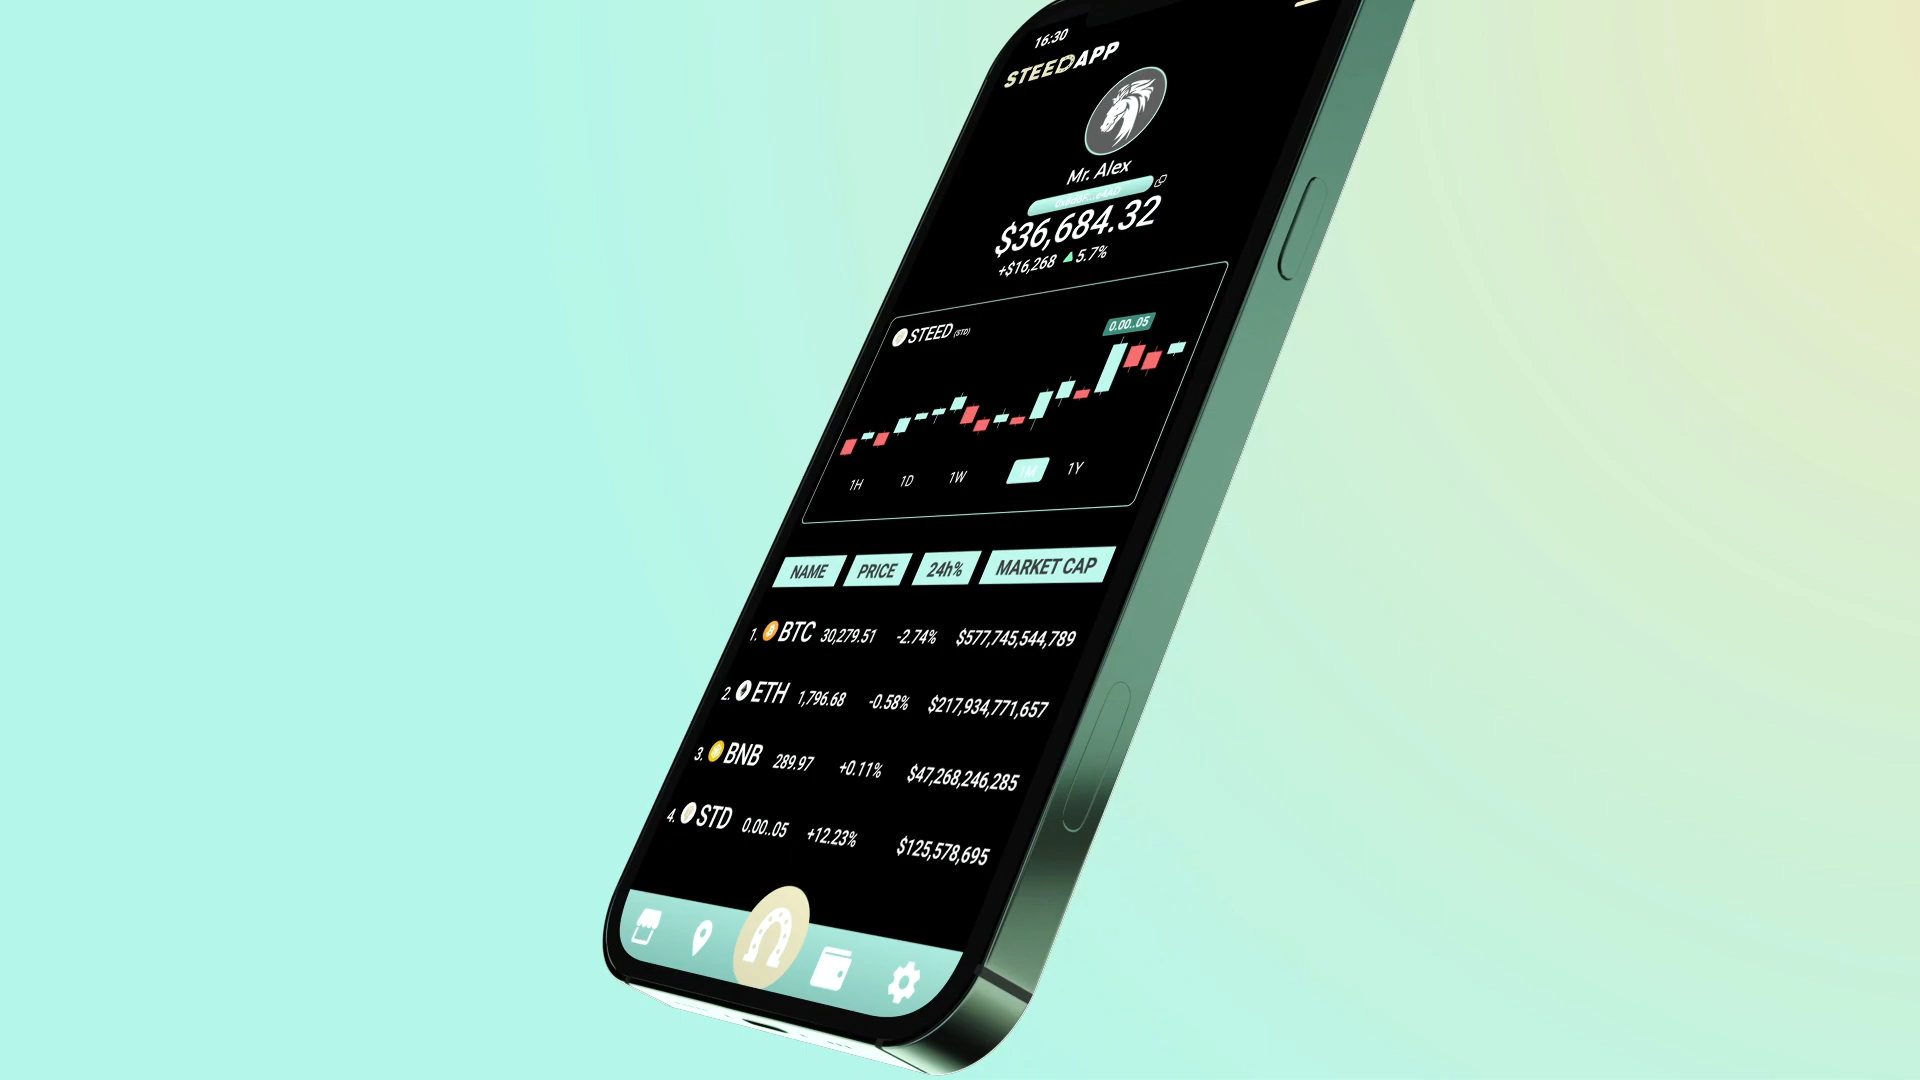 16:30
STEEDAPP
Mr. Alex
$36,684.32
+$16,268 ▲5.7%
STEED (STD)
0.00..05
1H 1D 1W 1M 1Y
NAME PRICE 24h% MARKET CAP
1. BTC 30,279.51 -2.74% $577,745,544,789
2. ETH 1,796.68 -0.58% $217,934,771,657
3. BNB 289.97 +0.11% $47,268,246,285
4. STD 0.00..05 +12.23% $125,578,695